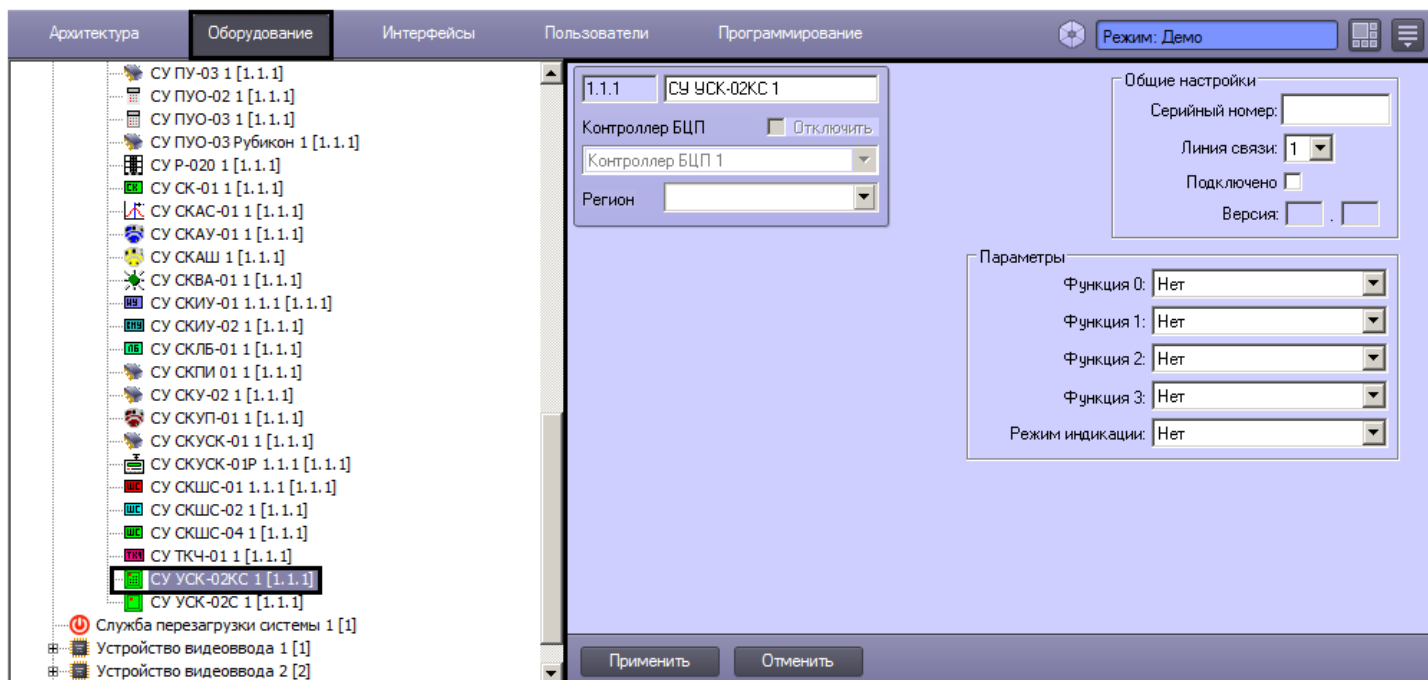 Архитектура Оборудование Интерфейсы Пользователи Программирование Режим: Демо
СУ ПУ-03 1 [1.1.1]
СУ ПУО-02 1 [1.1.1]
СУ ПУО-03 1 [1.1.1]
СУ ПУО-03 Рубикон 1 [1.1.1]
СУ Р-020 1 [1.1.1]
СК СУ СК-01 1 [1.1.1]
СУ СКАС-01 1 [1.1.1]
СУ СКАУ-01 1 [1.1.1]
СУ СКАШ 1 [1.1.1]
СУ СКВА-01 1 [1.1.1]
ИУ СУ СКИУ-01 1.1.1 [1.1.1]
СУ СКИУ-02 1 [1.1.1]
ЛБ СУ СКЛБ-01 1 [1.1.1]
СУ СКПИ 01 1 [1.1.1]
СУ СКУ-02 1 [1.1.1]
СУ СКУП-01 1 [1.1.1]
СУ СКУСК-01 1 [1.1.1]
СУ СКУСК-01Р 1.1.1 [1.1.1]
ШС СУ СКШС-01 1.1.1 [1.1.1]
ШС СУ СКШС-02 1 [1.1.1]
ШС СУ СКШС-04 1 [1.1.1]
ТКЧ СУ ТКЧ-01 1 [1.1.1]
СУ УСК-02КС 1 [1.1.1]
СУ УСК-02С 1 [1.1.1]
Служба перезагрузки системы 1 [1]
Устройство видеоввода 1 [1]
Устройство видеоввода 2 [2]
1.1.1 СУ УСК-02КС 1
Контроллер БЦП Отключить
Контроллер БЦП 1
Регион
Общие настройки
Серийный номер:
Линия связи: 1
Подключено
Версия: .
Параметры
Функция 0: Нет
Функция 1: Нет
Функция 2: Нет
Функция 3: Нет
Режим индикации: Нет
Применить Отменить